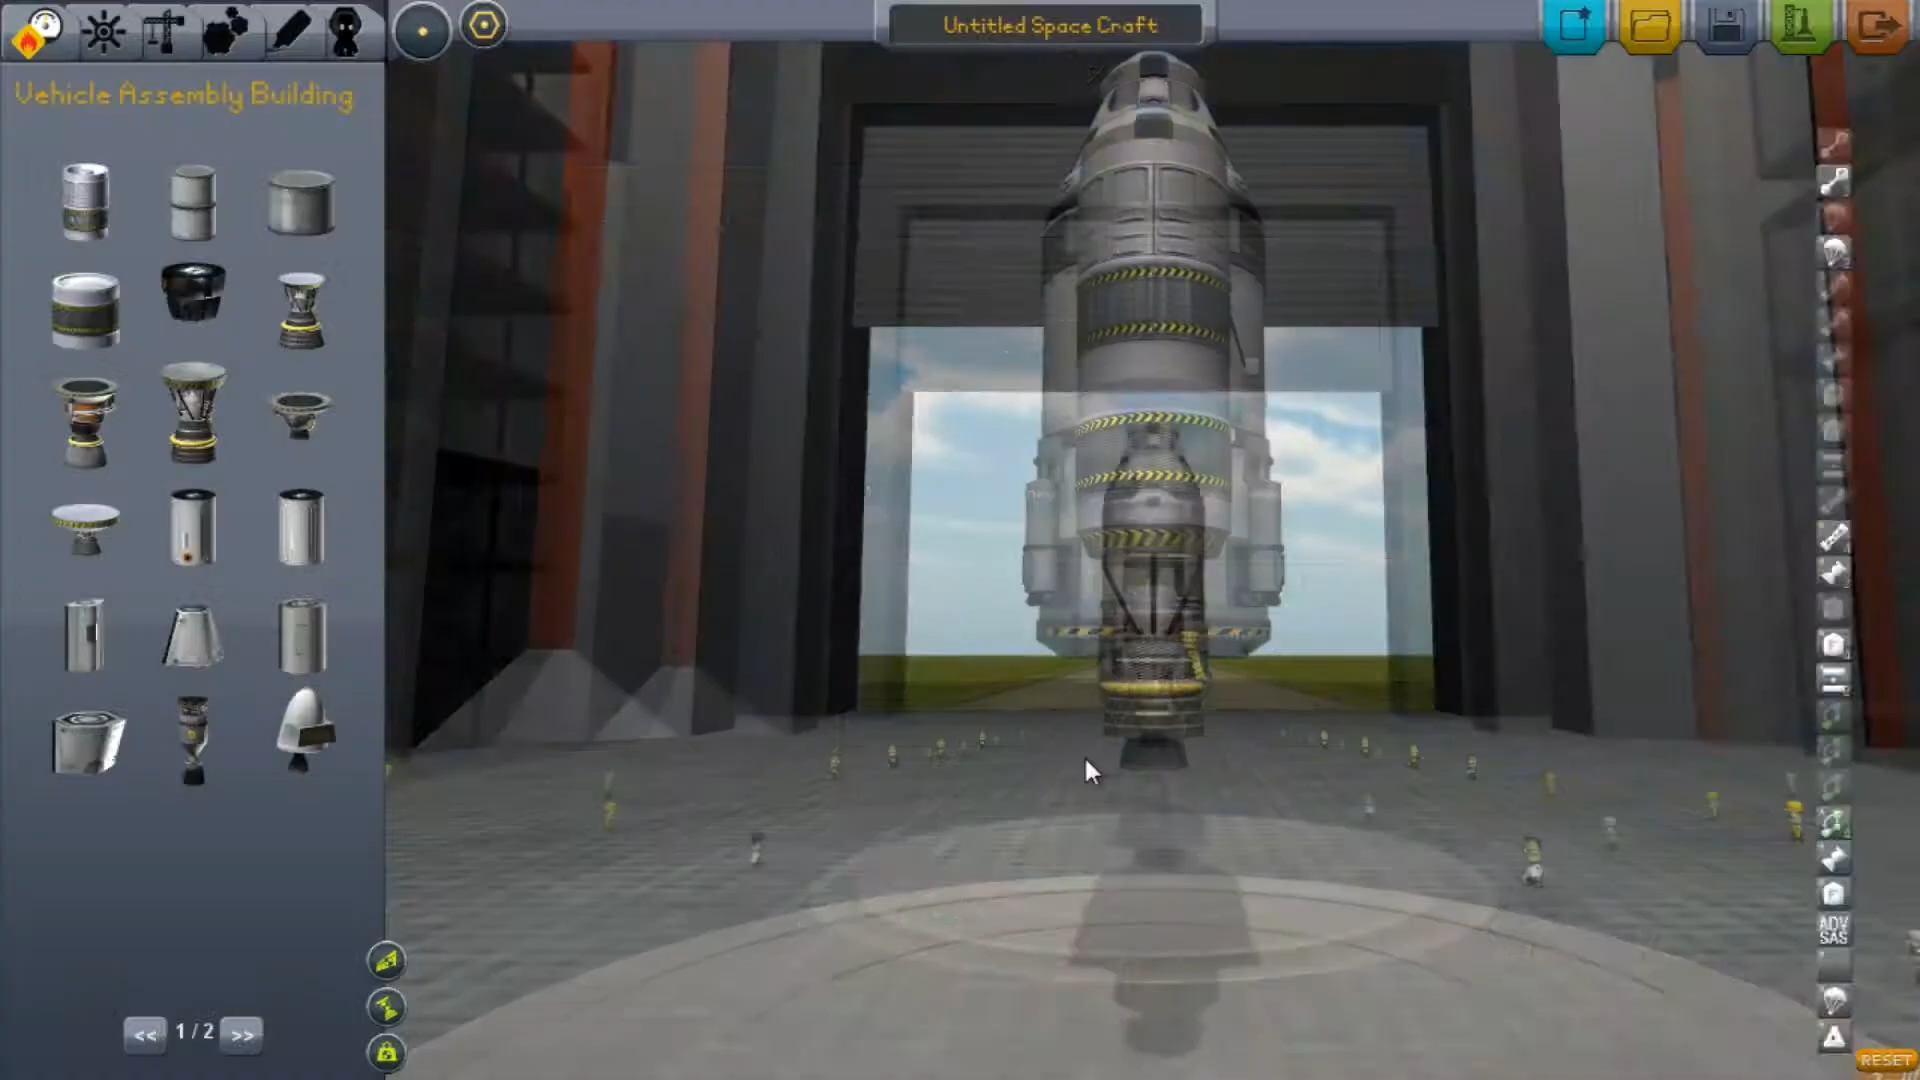 Untitled Space Craft
Vehicle Assembly Building
ADV
SAS
<< 1 / 2 >>
RESET